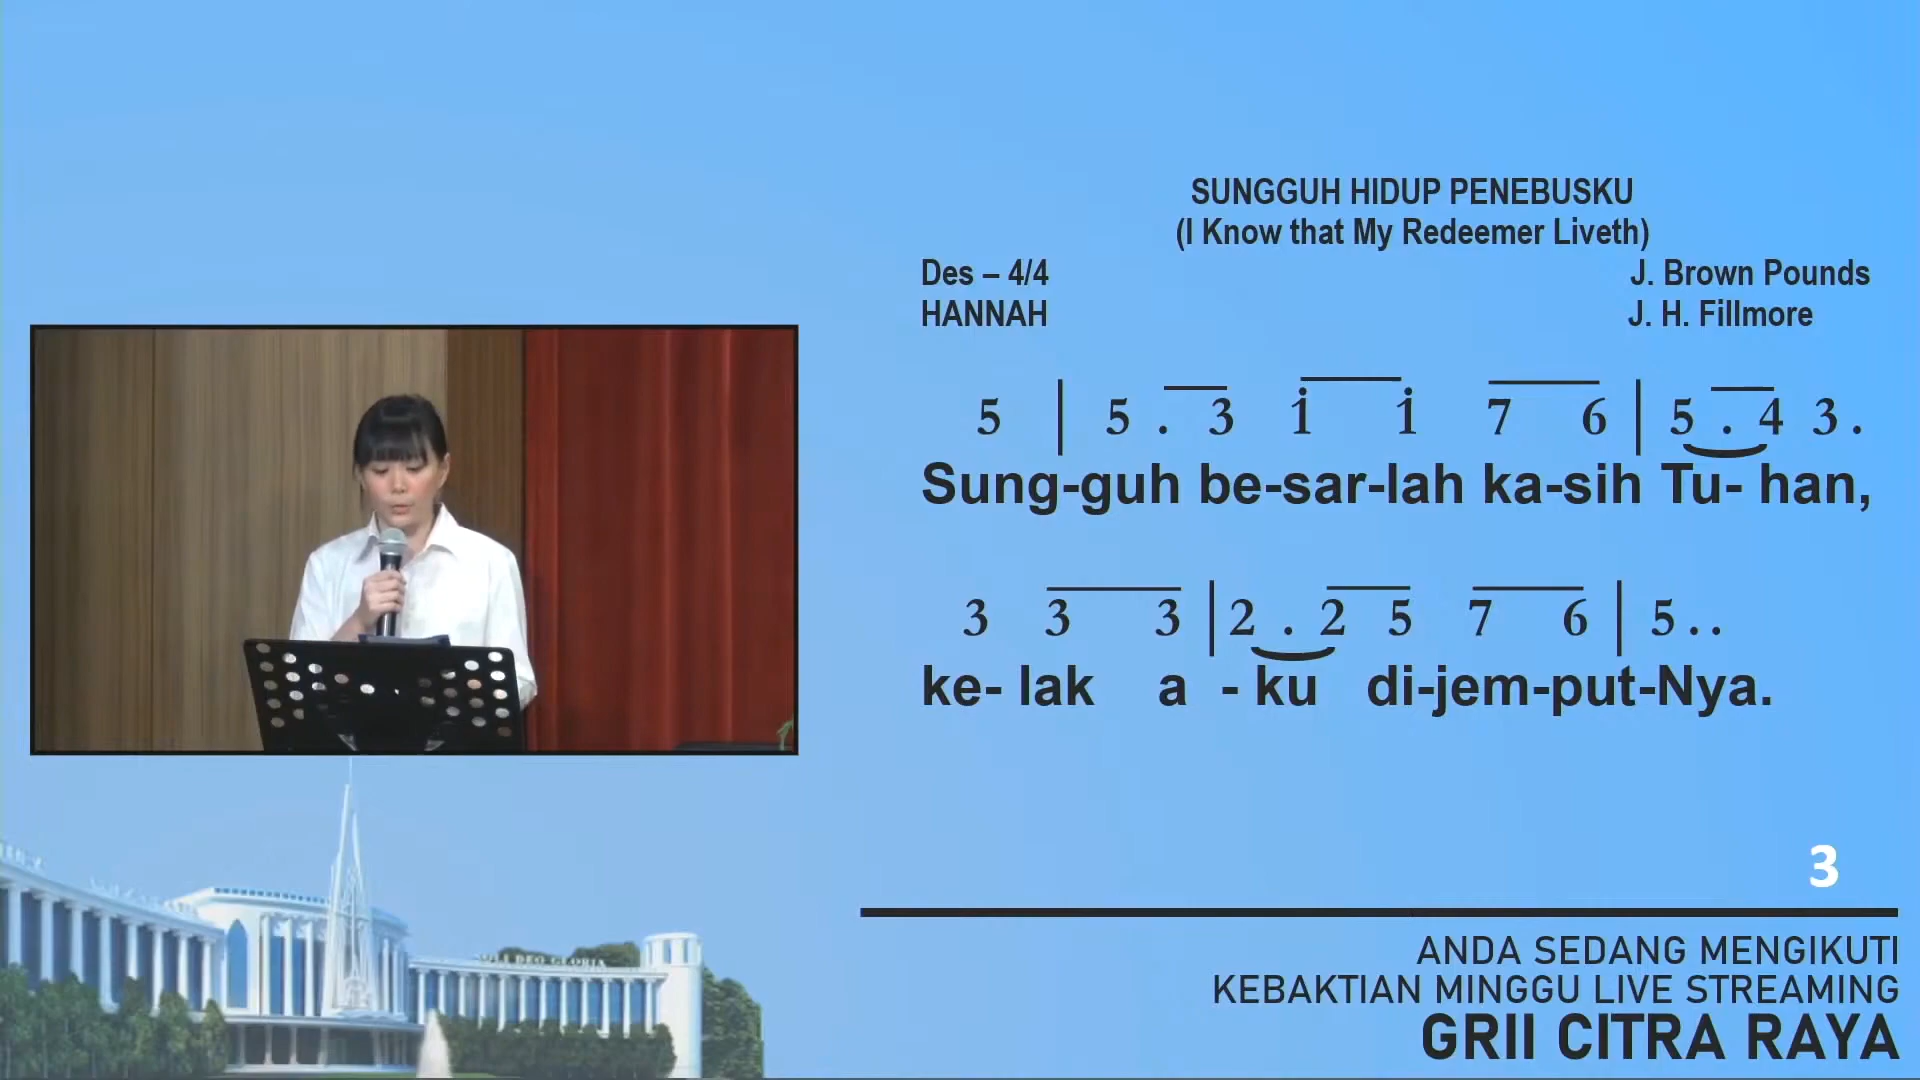 SUNGGUH HIDUP PENEBUSKU
(I Know that My Redeemer Liveth)
Des – 4/4
J. Brown Pounds
HANNAH
J. H. Fillmore
5 | 5 . 3 i i 7 6 | 5 . 4 3 .
Sung-guh be-sar-lah ka-sih Tu- han,
3 3 3 | 2 . 2 5 7 6 | 5 . .
ke- lak a - ku di-jem-put-Nya.
3
ANDA SEDANG MENGIKUTI
KEBAKTIAN MINGGU LIVE STREAMING
GRII CITRA RAYA